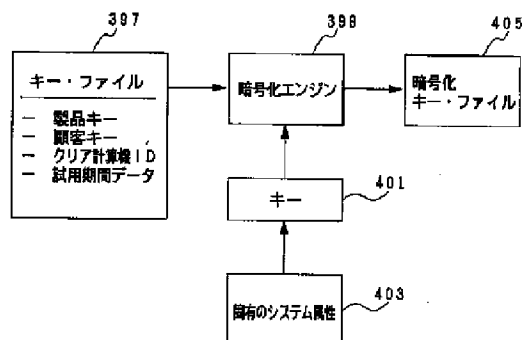 397
キー・ファイル
－ 製品キー
－ 顧客キー
－ クリア計算機ID
－ 試用期間データ
399
暗号化エンジン
405
暗号化
キー・ファイル
401
キー
403
固有のシステム属性